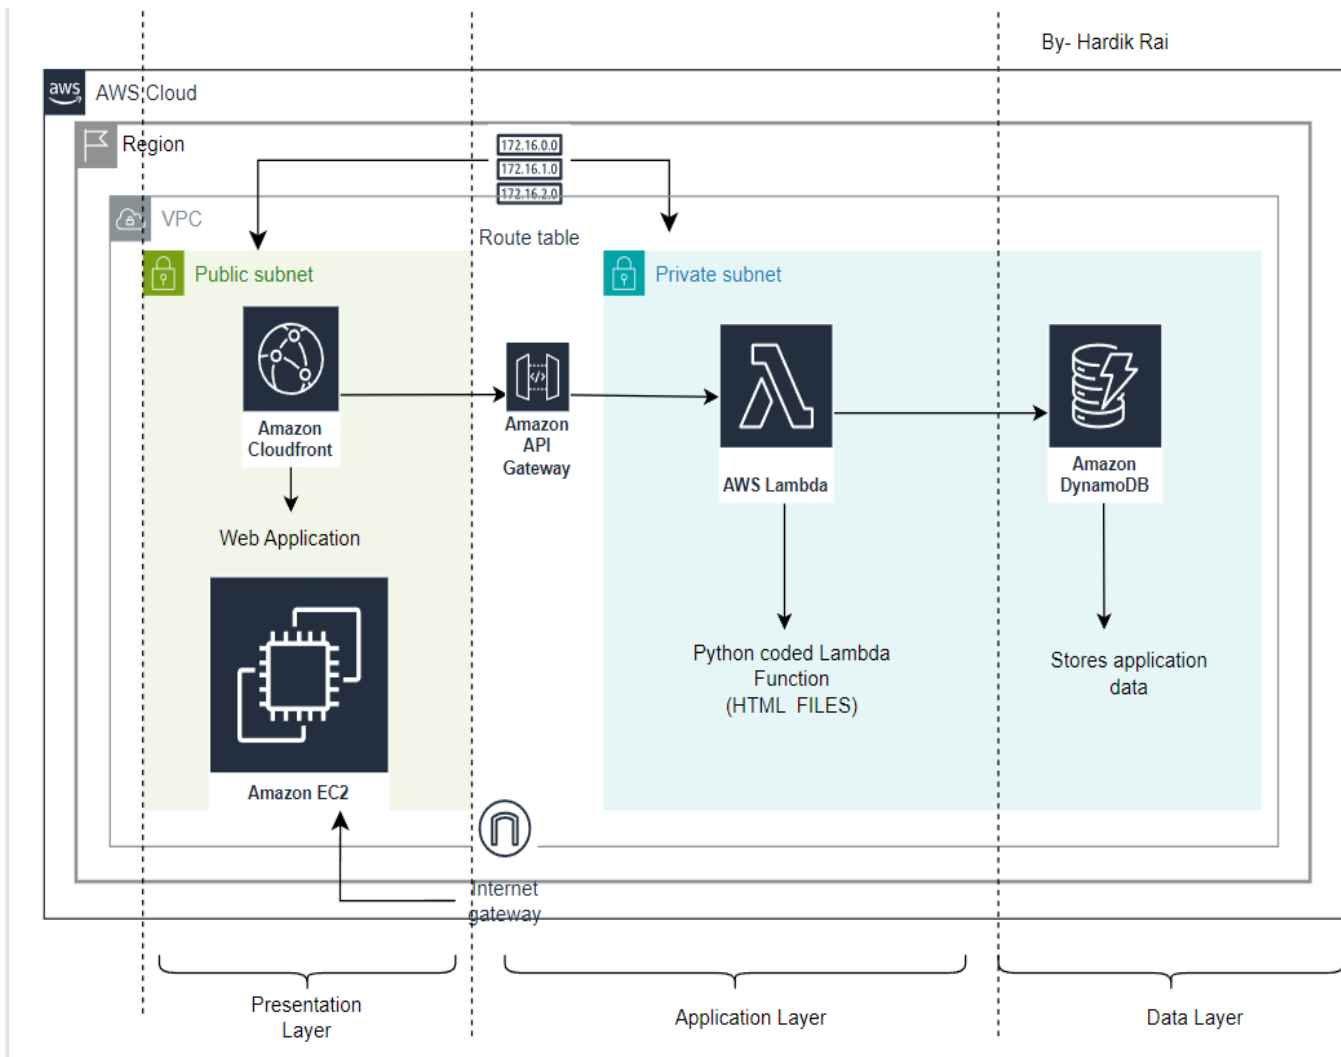 By- Hardik Rai
aws
AWS Cloud
Region
172.16.0.0
172.16.1.0
172.16.2.0
VPC
Route table
Public subnet
Private subnet
</>
Amazon
Cloudfront
Amazon
API
Gateway
AWS Lambda
Amazon
DynamoDB
Web Application
Python coded Lambda
Function
(HTML FILES)
Stores application
data
Amazon EC2
Internet
gateway
Presentation
Layer
Application Layer
Data Layer